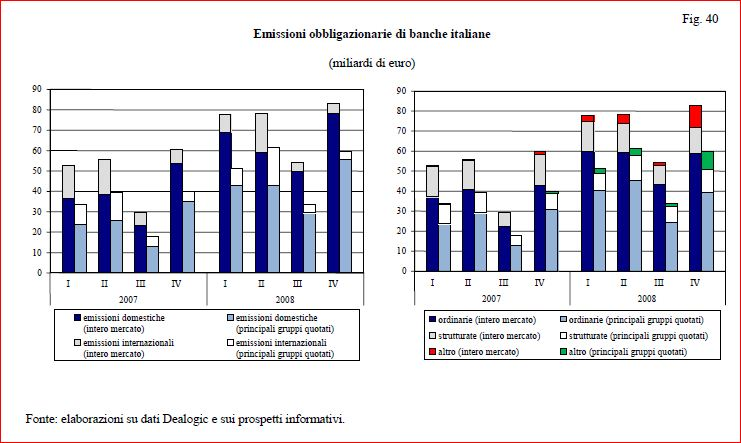 Fig. 40
Emissioni obbligazionarie di banche italiane
(miliardi di euro)
90
80
70
60
50
40
30
20
10
0
I II III IV I II III IV
2007 2008
emissioni domestiche
(intero mercato)
emissioni domestiche
(principali gruppi quotati)
emissioni internazionali
(intero mercato)
emissioni internazionali
(principali gruppi quotati)
90
80
70
60
50
40
30
20
10
0
I II III IV I II III IV
2007 2008
ordinarie (intero mercato)
ordinarie (principali gruppi quotati)
strutturate (intero mercato)
strutturate (principali gruppi quotati)
altro (intero mercato)
altro (principali gruppi quotati)
Fonte: elaborazioni su dati Dealogic e sui prospetti informativi.